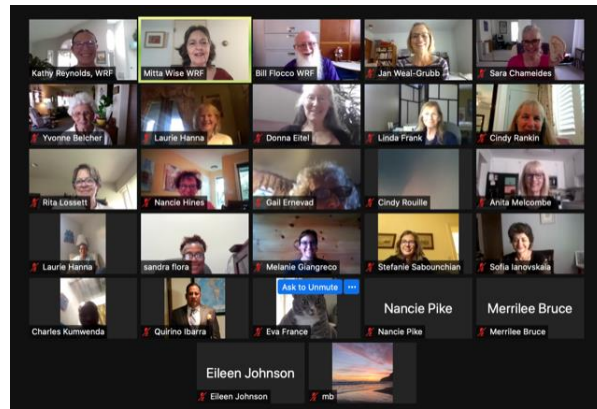 Kathy Reynolds, WRF
Mitta Wise WRF
Bill Flocco WRF
Jan Weal-Grubb
Sara Chameides
Yvonne Belcher
Laurie Hanna
Donna Eitel
Linda Frank
Cindy Rankin
Rita Lossett
Nancie Hines
Gail Ernevad
Cindy Rouille
Anita Melcombe
Laurie Hanna
sandra flora
Melanie Giangreco
Stefanie Sabounchian
Sofia Ianovskaia
Charles Kumwenda
Quirino Ibarra
Ask to Unmute ...
Eva France
Nancie Pike
Nancie Pike
Merrilee Bruce
Merrilee Bruce
Eileen Johnson
Eileen Johnson
mb